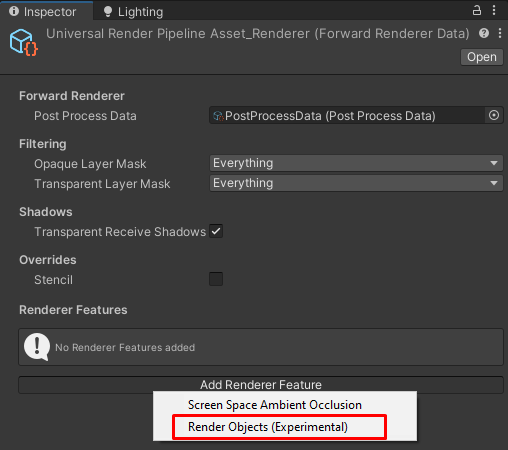 Inspector Lighting
Universal Render Pipeline Asset_Renderer (Forward Renderer Data)
Open
Forward Renderer
Post Process Data PostProcessData (Post Process Data)
Filtering
Opaque Layer Mask Everything
Transparent Layer Mask Everything
Shadows
Transparent Receive Shadows
Overrides
Stencil
Renderer Features
No Renderer Features added
Add Renderer Feature
Screen Space Ambient Occlusion
Render Objects (Experimental)